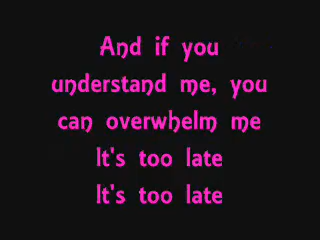 And if you
understand me, you
can overwhelm me
It's too late
It's too late